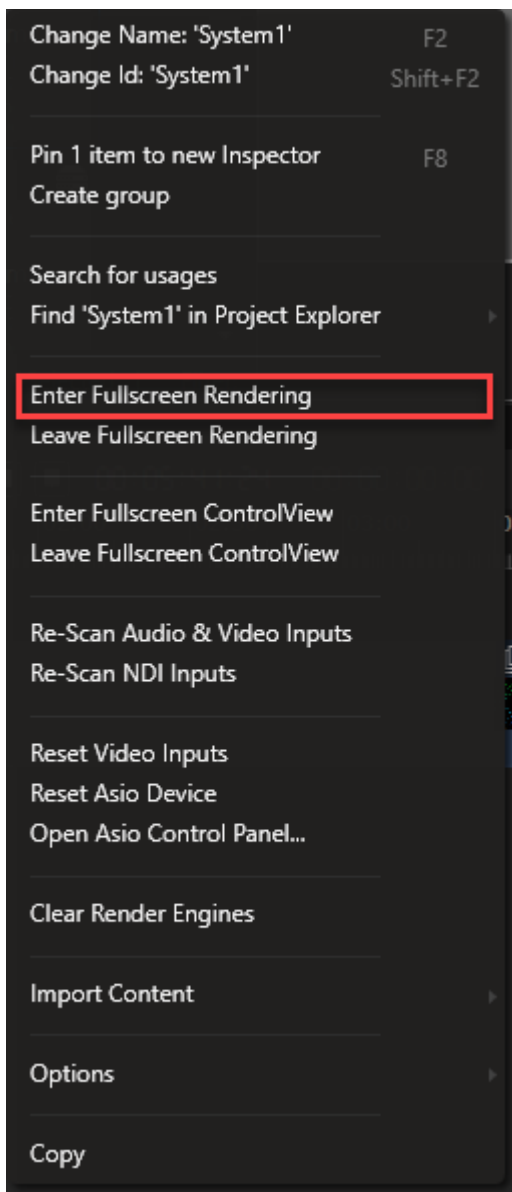 Change Name: 'System1' F2
Change Id: 'System1' Shift+F2
Pin 1 item to new Inspector F8
Create group
Search for usages
Find 'System1' in Project Explorer
Enter Fullscreen Rendering
Leave Fullscreen Rendering
Enter Fullscreen ControlView
Leave Fullscreen ControlView
Re-Scan Audio & Video Inputs
Re-Scan NDI Inputs
Reset Video Inputs
Reset Asio Device
Open Asio Control Panel...
Clear Render Engines
Import Content
Options
Copy